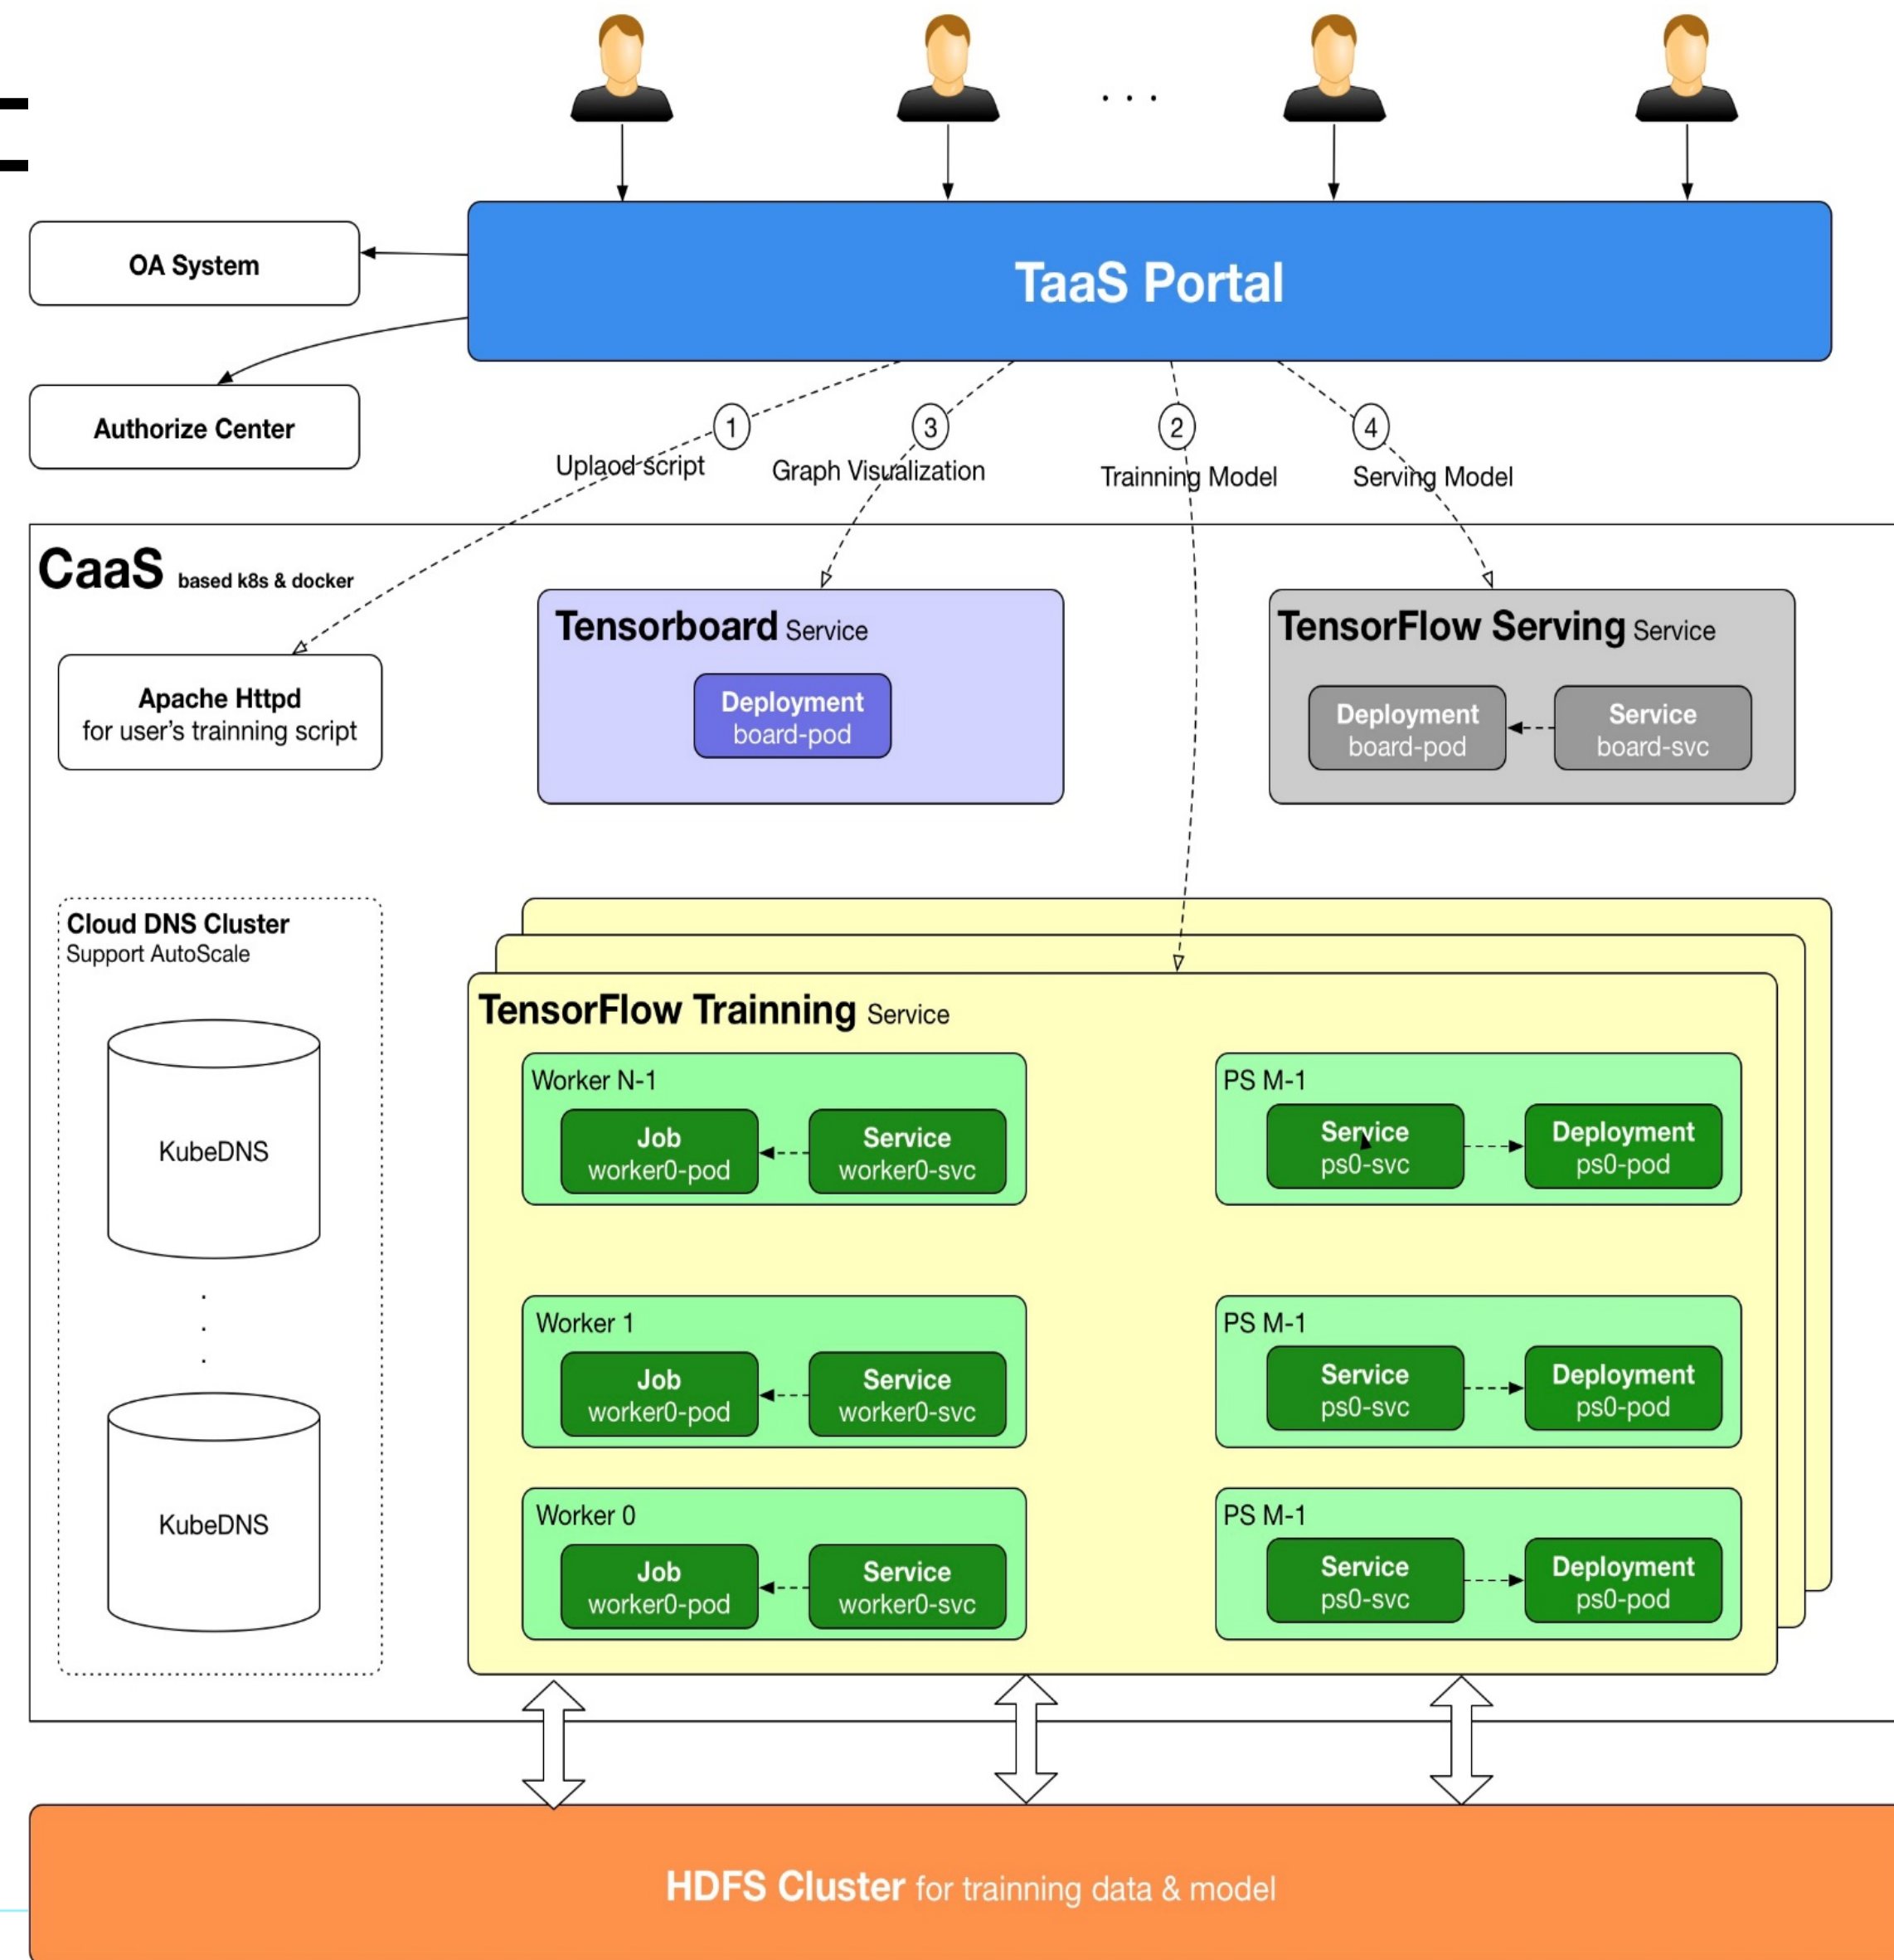 . . .
OA System
TaaS Portal
Authorize Center
1
3
2
4
Uplaod script
Graph Visualization
Trainning Model
Serving Model
CaaS based k8s & docker
Apache Httpd
for user's trainning script
Tensorboard Service
Deployment
board-pod
TensorFlow Serving Service
Deployment
board-pod
Service
board-svc
Cloud DNS Cluster
Support AutoScale
KubeDNS
.
.
.
KubeDNS
TensorFlow Trainning Service
Worker N-1
Job
worker0-pod
Service
worker0-svc
PS M-1
Service
ps0-svc
Deployment
ps0-pod
Worker 1
Job
worker0-pod
Service
worker0-svc
PS M-1
Service
ps0-svc
Deployment
ps0-pod
Worker 0
Job
worker0-pod
Service
worker0-svc
PS M-1
Service
ps0-svc
Deployment
ps0-pod
HDFS Cluster for trainning data & model